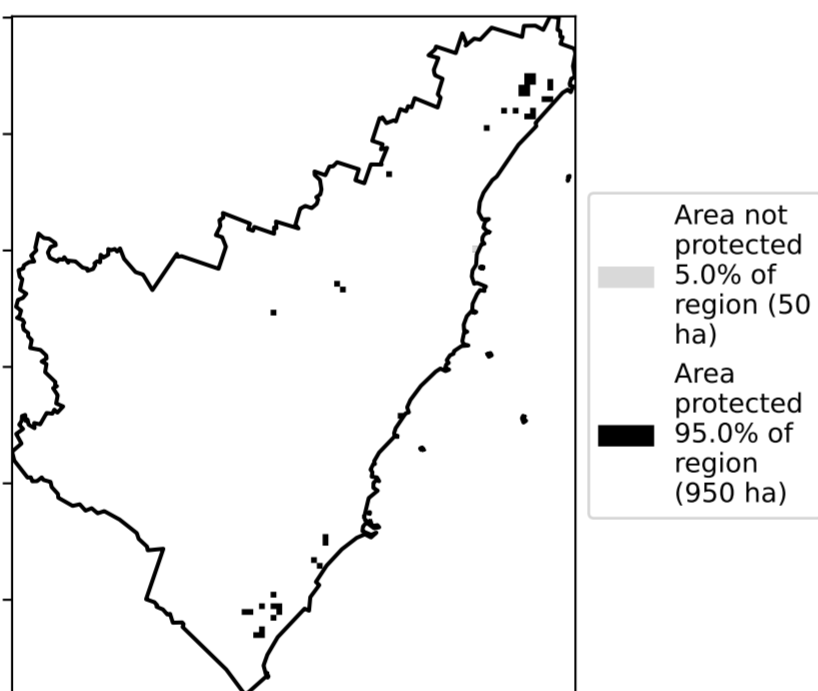 Area not
protected
5.0% of
region (50
ha)
Area
protected
95.0% of
region
(950 ha)